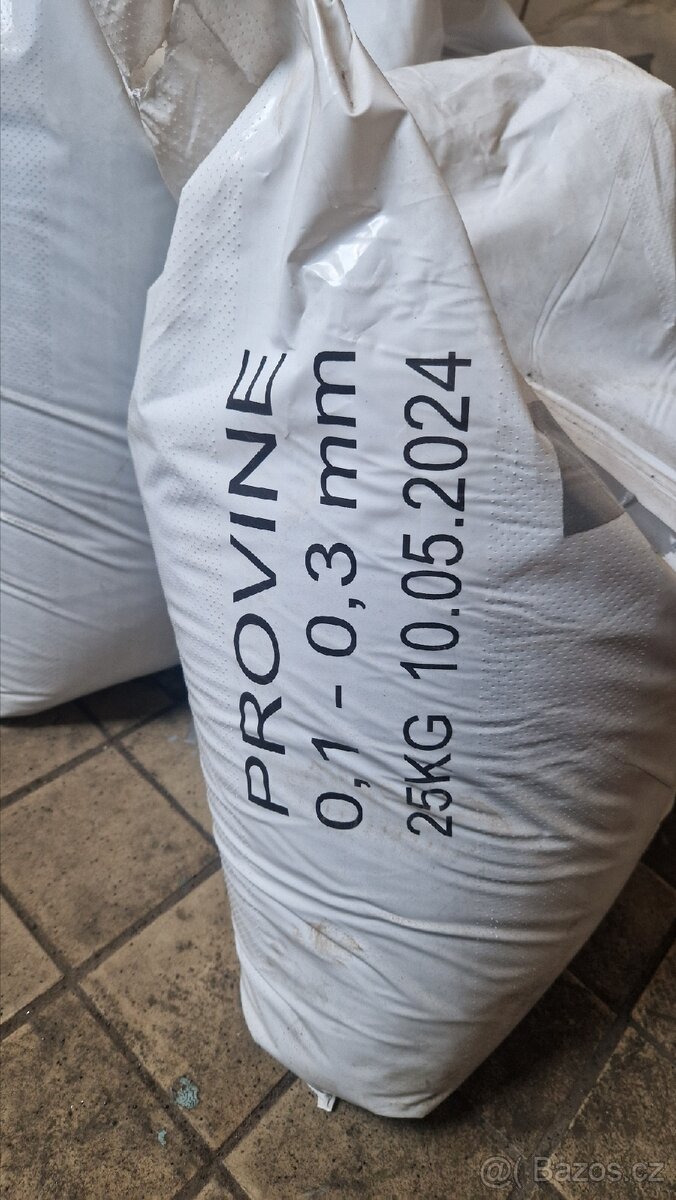 PROVINE
0,1 - 0,3 mm
25KG 10.05.2024
@( Bazos.cz